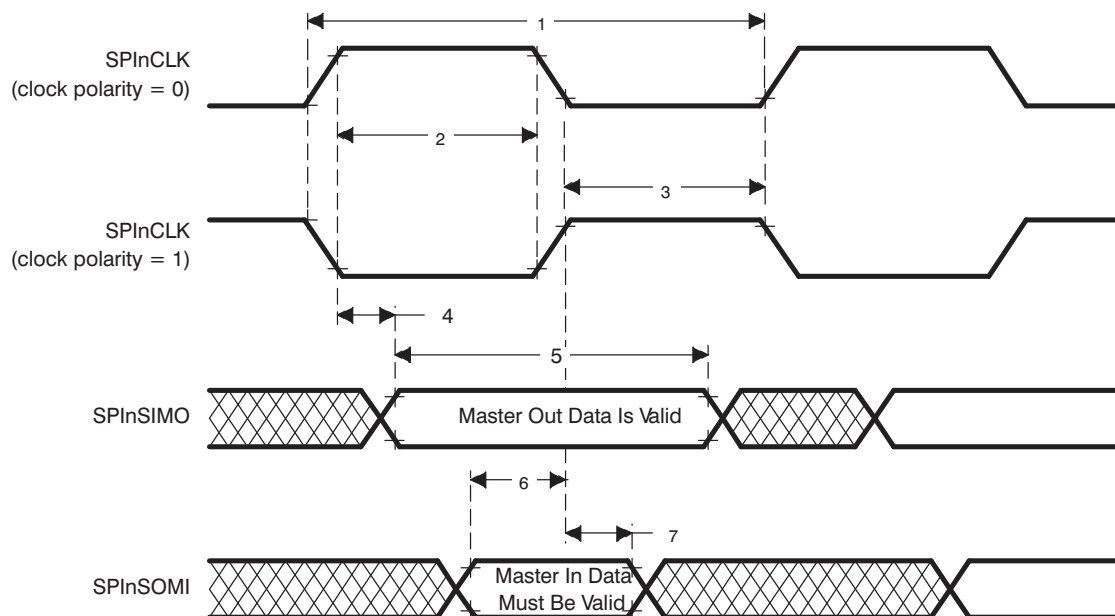 1
SPInCLK
(clock polarity = 0)
2
3
SPInCLK
(clock polarity = 1)
4
5
SPInSIMO
Master Out Data Is Valid
6
7
SPInSOMI
Master In Data
Must Be Valid